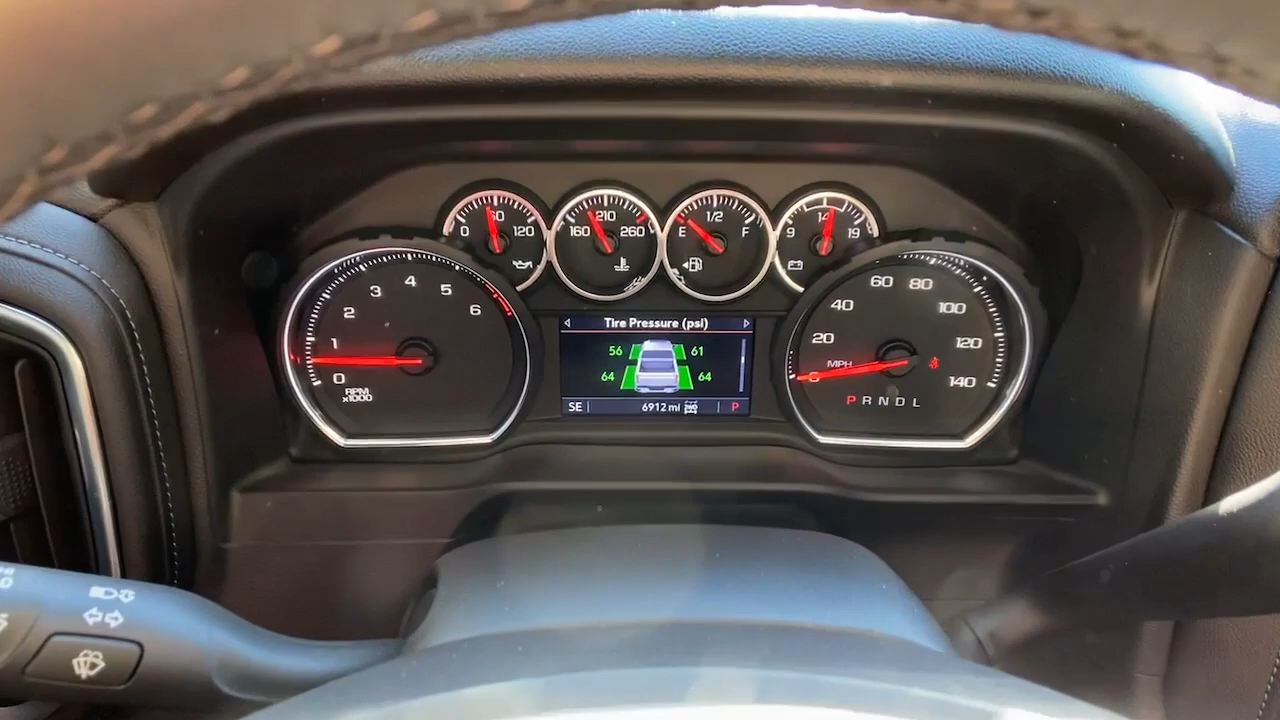 0 60 120
160 210 260
E 1/2 F
9 14 19
0 1 2 3 4 5 6
RPM
x1000
Tire Pressure (psi)
56 61
64 64
SE 6912 mi 2WD P
0 20 40 60 80 100 120 140
MPH
P R N D L